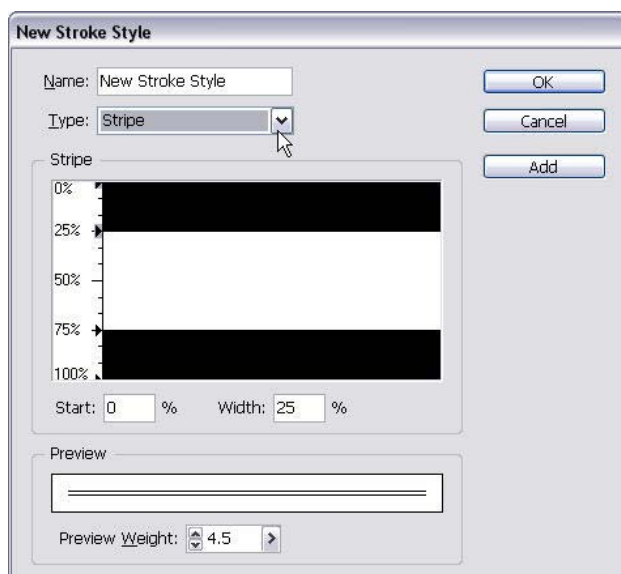 New Stroke Style
Name: New Stroke Style
OK
Type: Stripe
Cancel
Stripe
Add
0%
25%
50%
75%
100%
Start: 0 % Width: 25 %
Preview
Preview Weight: 4.5